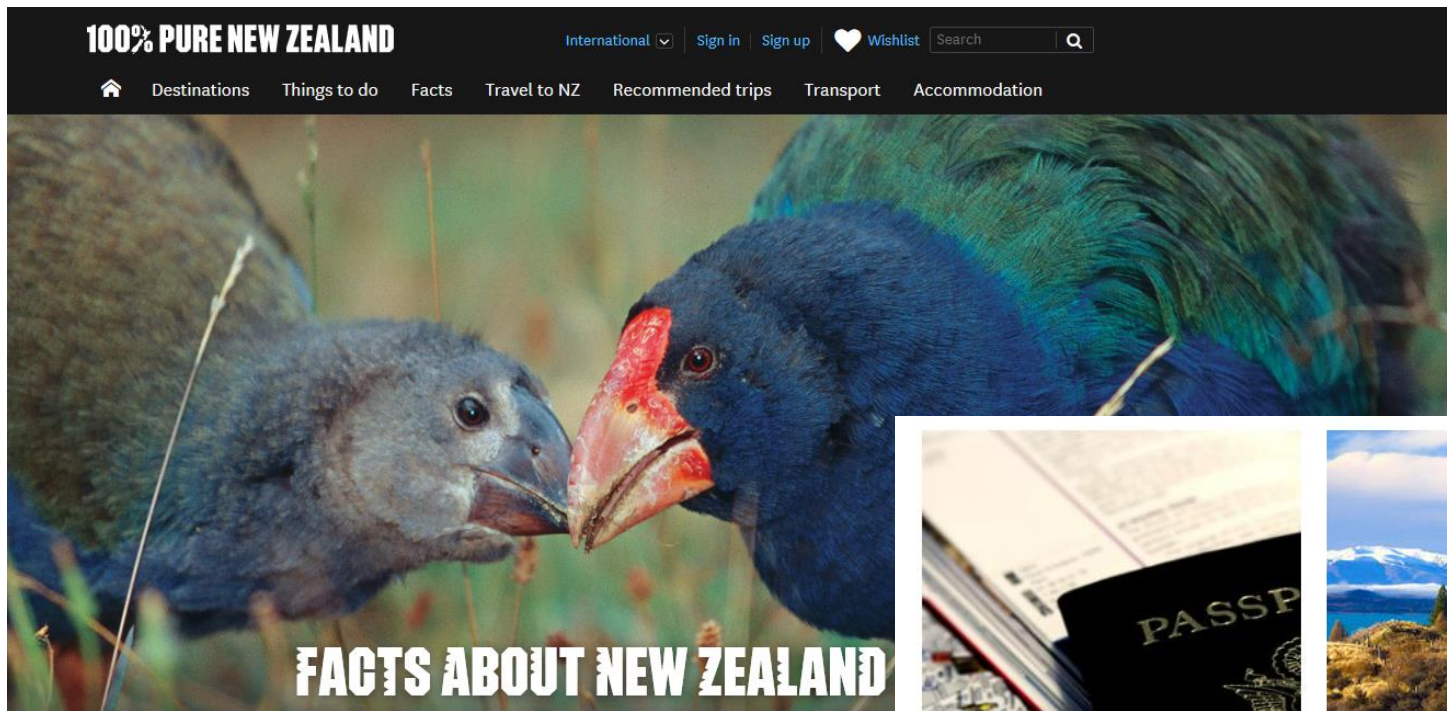 100% PURE NEW ZEALAND
International Sign in Sign up Wishlist Search
Destinations Things to do Facts Travel to NZ Recommended trips Transport Accommodation
FACTS ABOUT NEW ZEALAND
PASSP